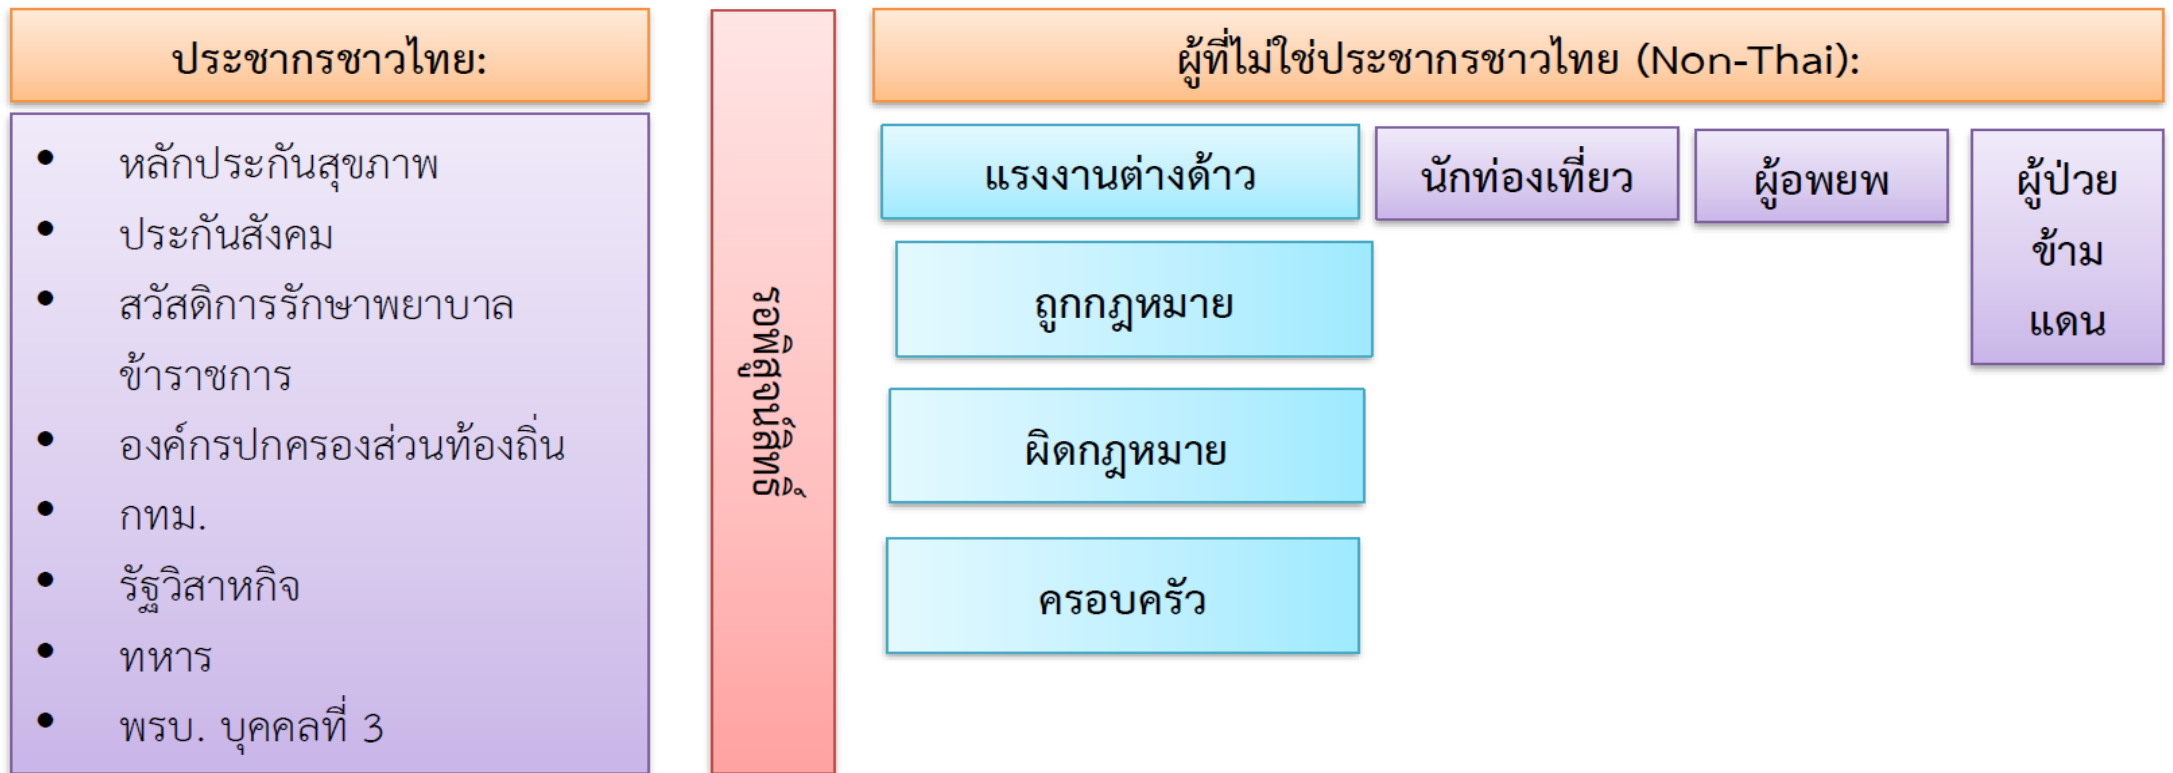 ประชากรชาวไทย:
• หลักประกันสุขภาพ
• ประกันสังคม
• สวัสดิการรักษาพยาบาล
ข้าราชการ
• องค์กรปกครองส่วนท้องถิ่น
• กทม.
• รัฐวิสาหกิจ
• ทหาร
• พรบ. บุคคลที่ 3
รอพิสูจน์สิทธิ์
ผู้ที่ไม่ใช่ประชากรชาวไทย (Non-Thai):
แรงงานต่างด้าว
ถูกกฎหมาย
ผิดกฎหมาย
ครอบครัว
นักท่องเที่ยว
ผู้อพยพ
ผู้ป่วย
ข้าม
แดน